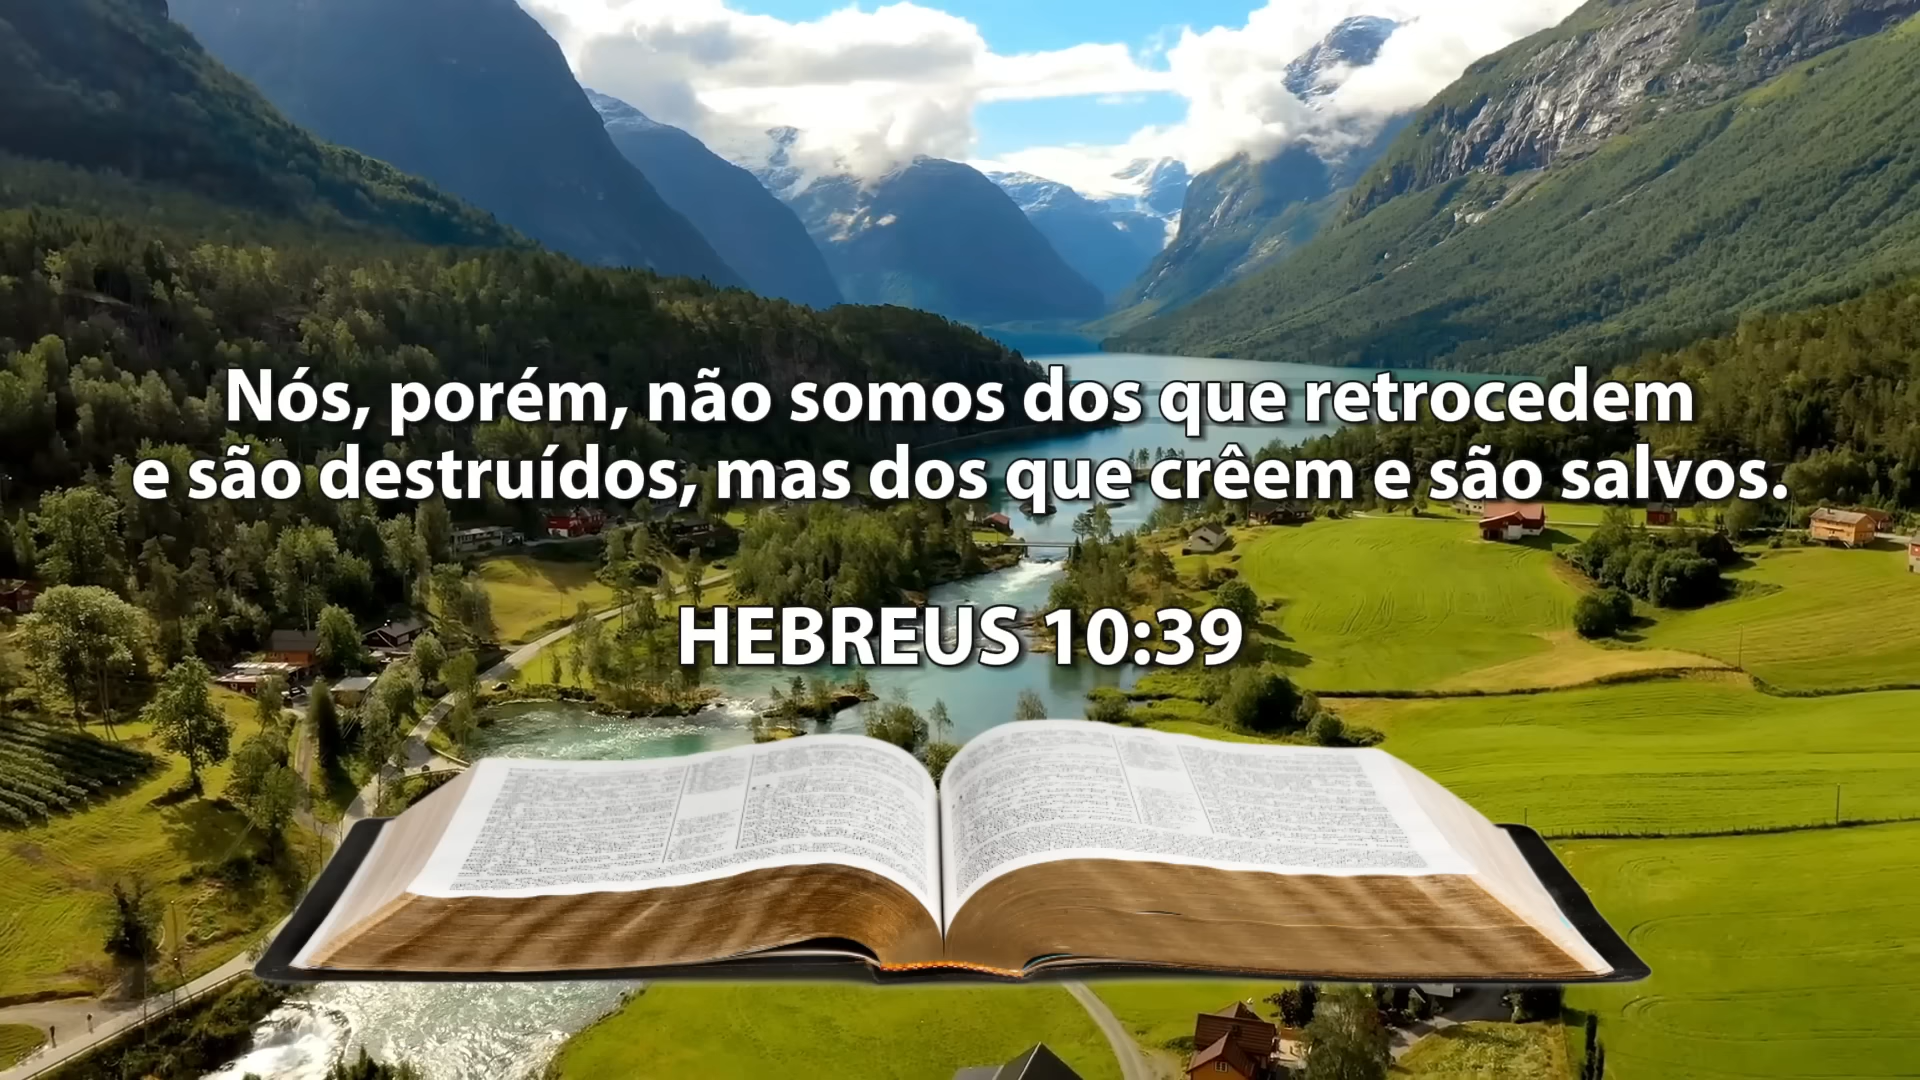 Nós, porém, não somos dos que retrocedem
e são destruídos, mas dos que crêem e são salvos.
HEBREUS 10:39